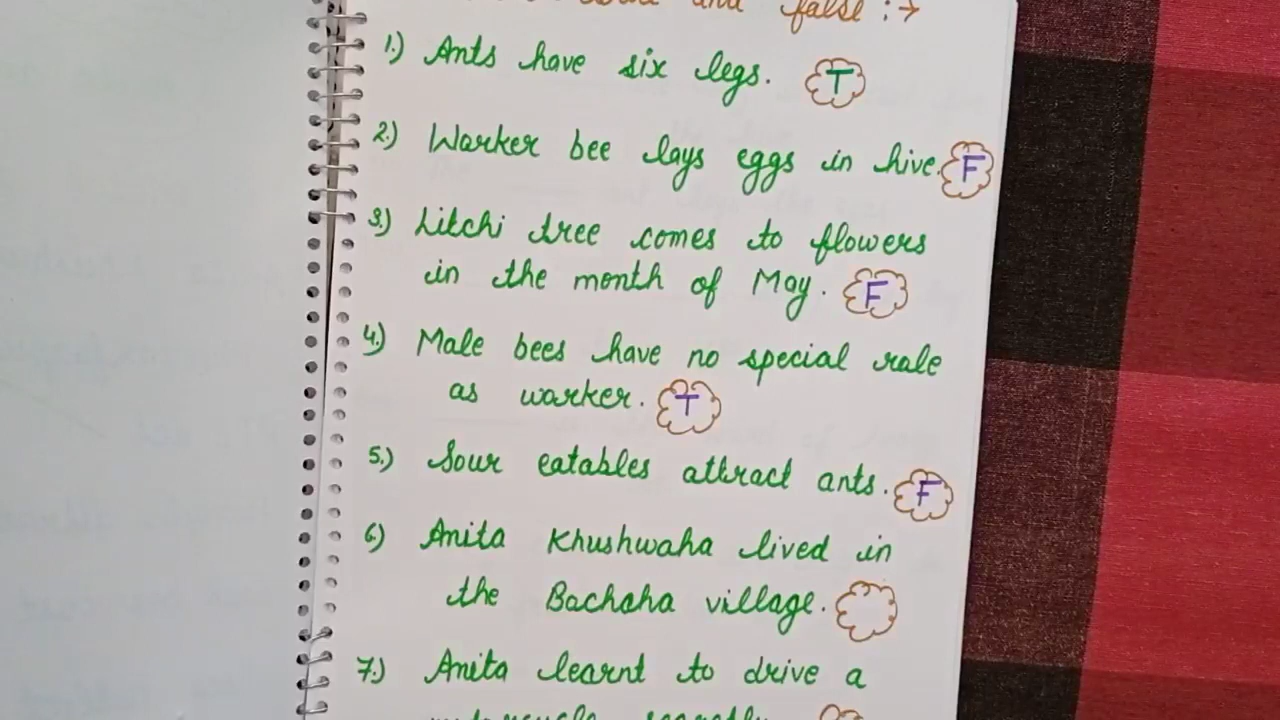 and false :→
1.) Ants have six legs. T
2.) Warker bee lays eggs in hive. F
3.) Litchi tree comes to flowers
in the month of May. F
4.) Male bees have no special role
as warker. T
5.) Sour eatables attract ants. F
6.) Anita Khushwaha lived in
the Bachaha village.
7.) Anita learnt to drive a